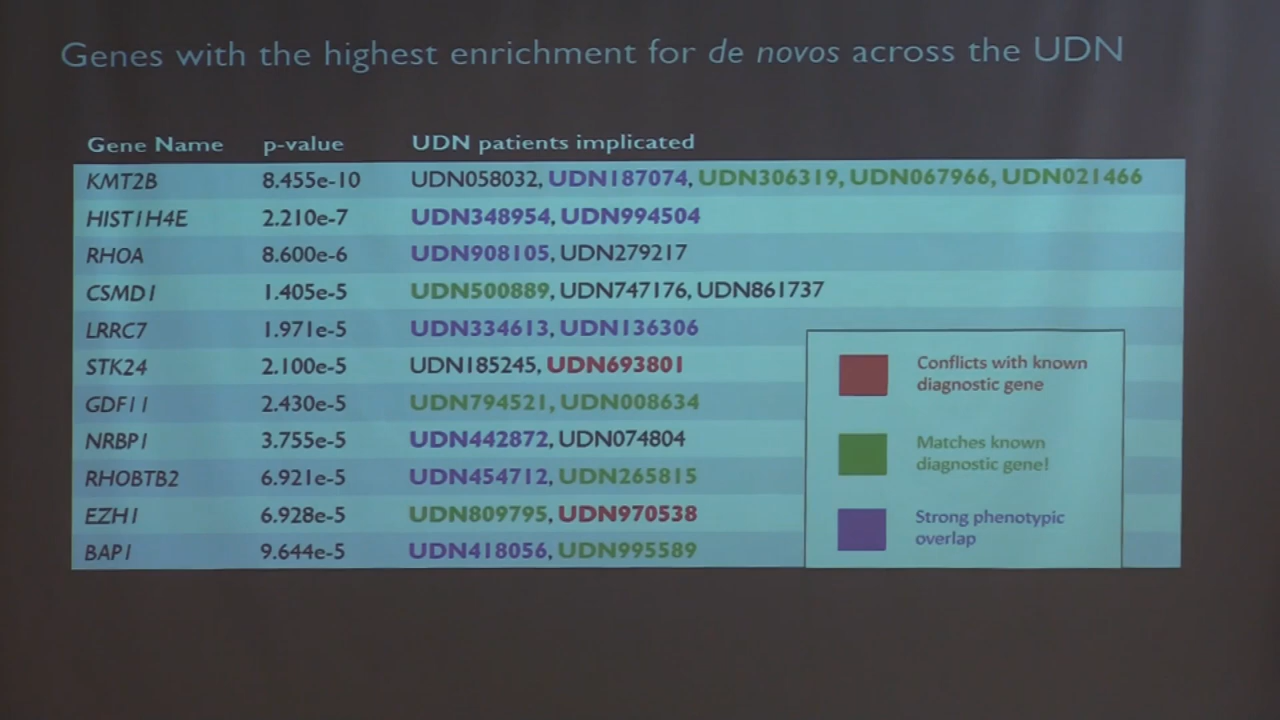 Genes with the highest enrichment for de novos across the UDN
Gene Name p-value UDN patients implicated
KMT2B 8.455e-10 UDN058032, UDN187074, UDN306319, UDN067966, UDN021466
HIST1H4E 2.210e-7 UDN348954, UDN994504
RHOA 8.600e-6 UDN908105, UDN279217
CSMD1 1.405e-5 UDN500889, UDN747176, UDN861737
LRRC7 1.971e-5 UDN334613, UDN136306
STK24 2.100e-5 UDN185245, UDN693801
GDF11 2.430e-5 UDN794521, UDN008634
NRBP1 3.755e-5 UDN442872, UDN074804
RHOBTB2 6.921e-5 UDN454712, UDN265815
EZH1 6.928e-5 UDN809795, UDN970538
BAP1 9.644e-5 UDN418056, UDN995589
Conflicts with known
diagnostic gene
Matches known
diagnostic gene!
Strong phenotypic
overlap